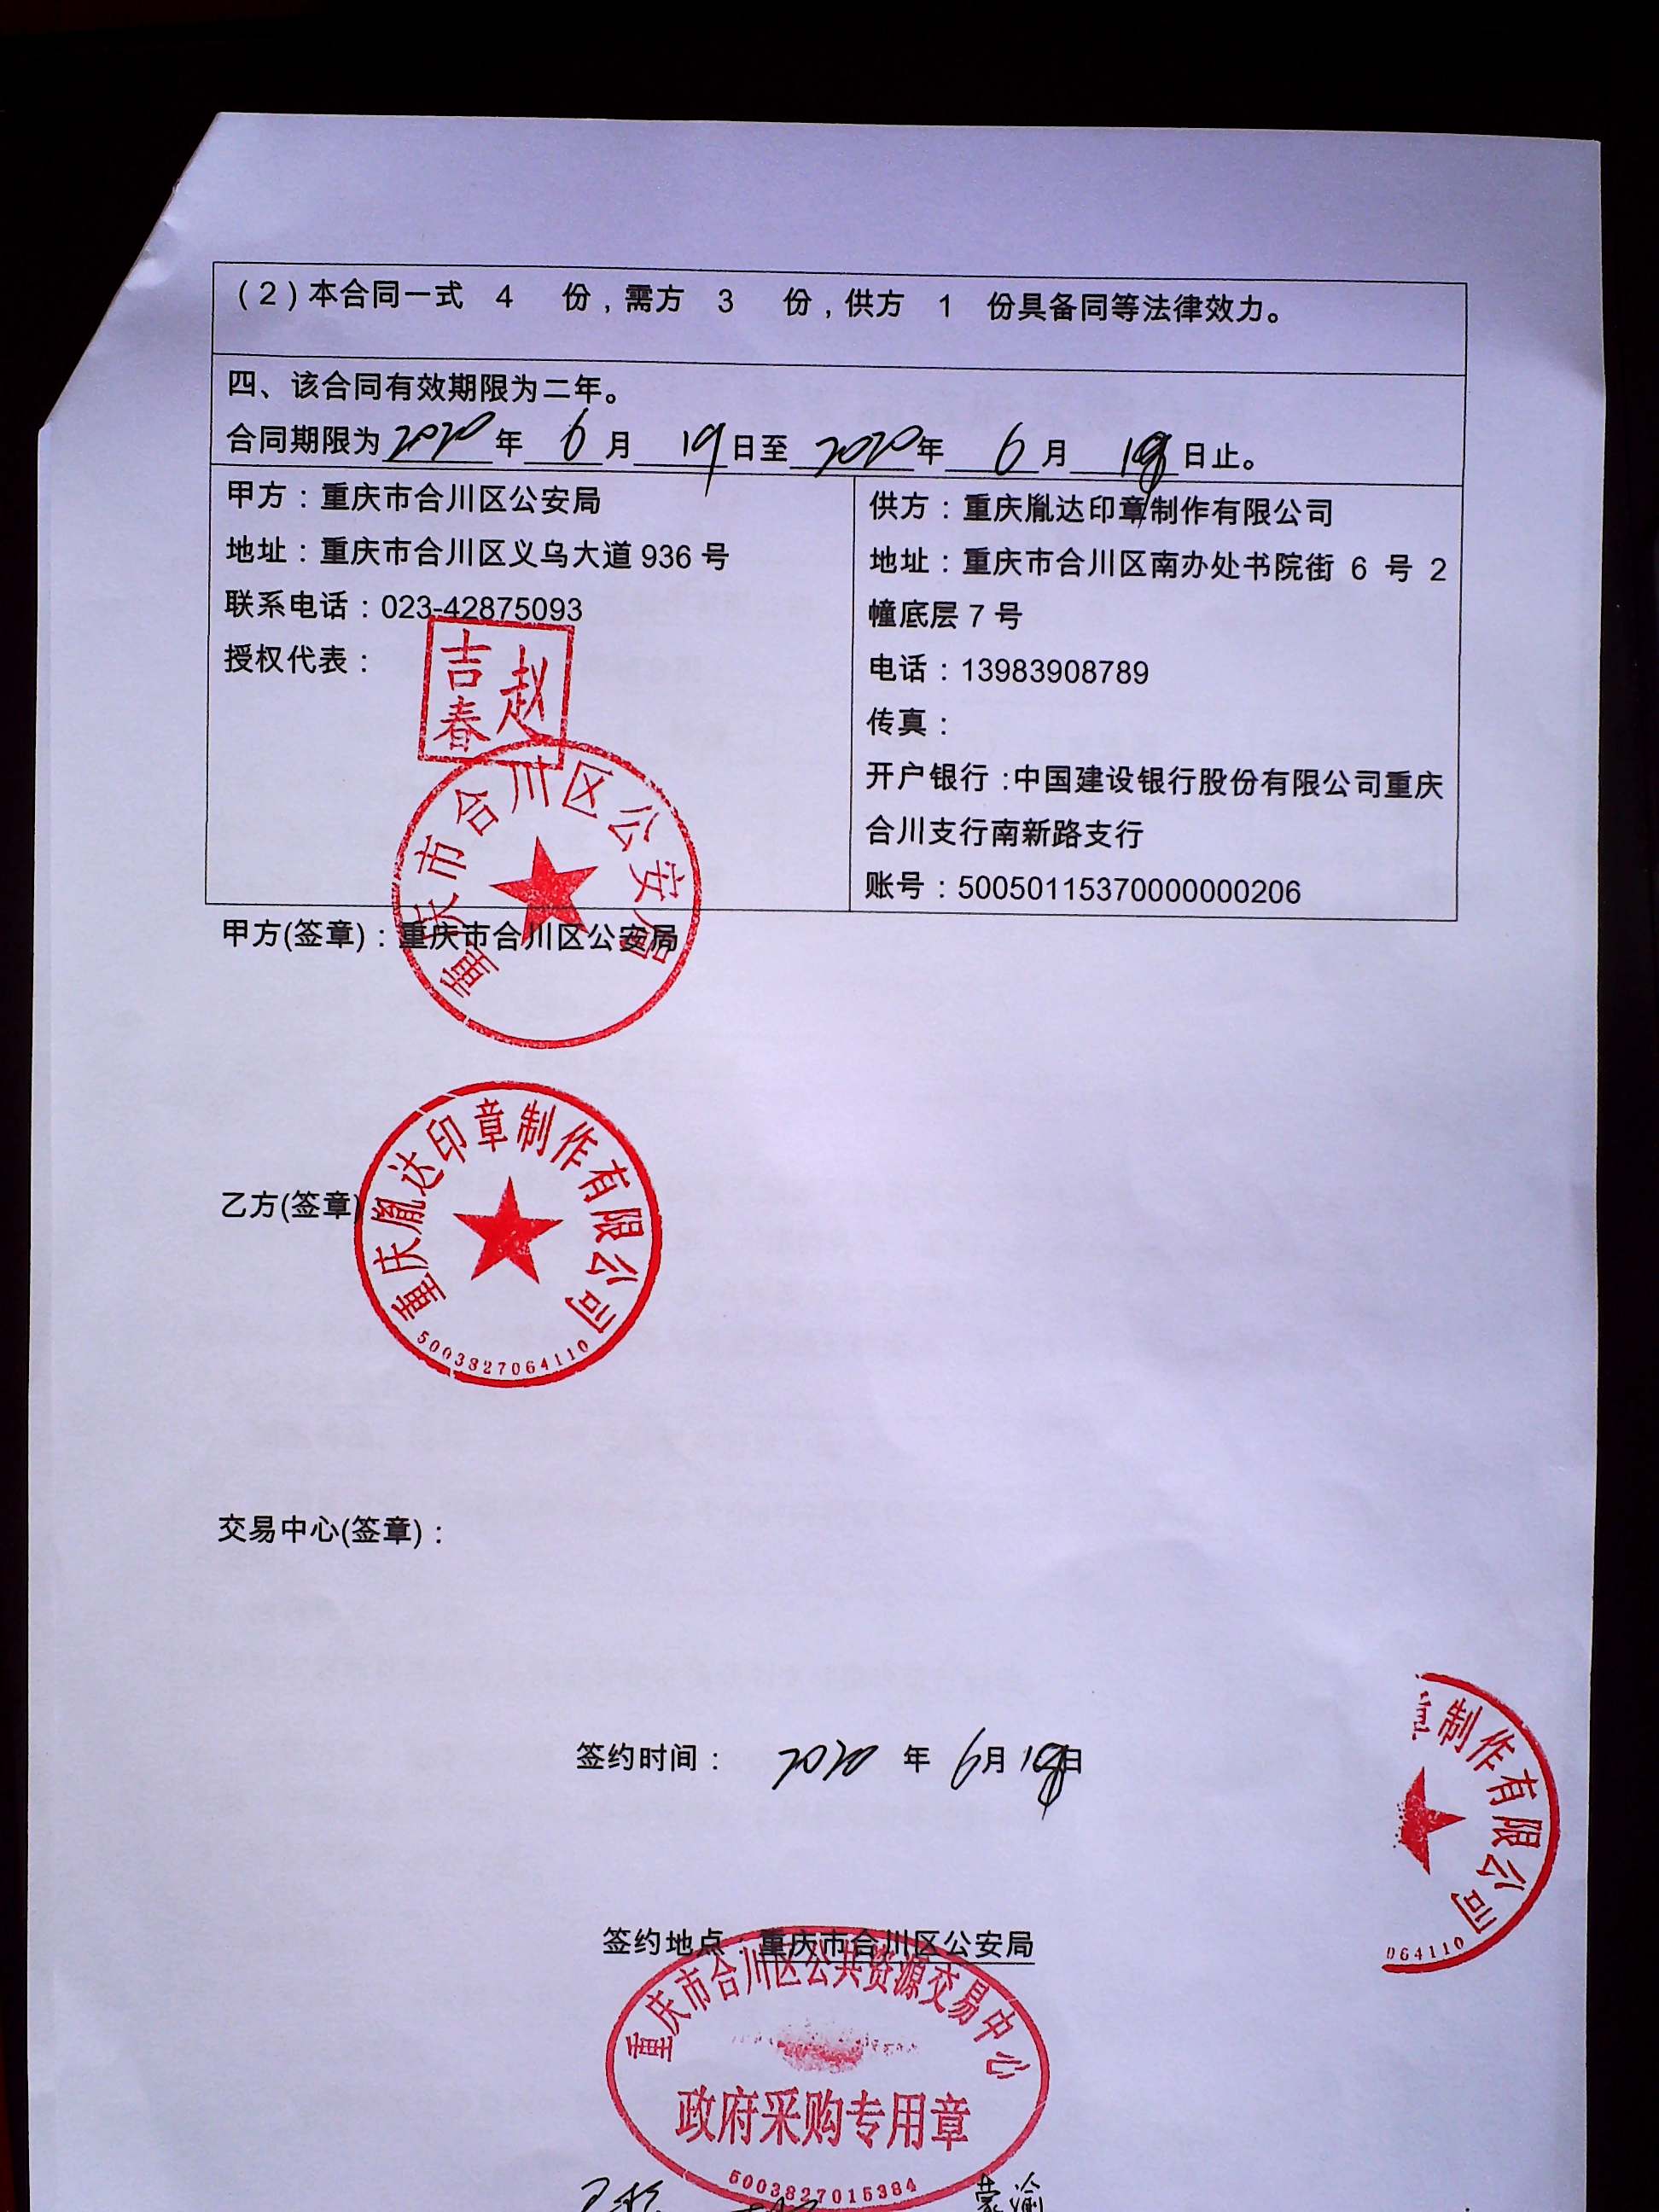 (2)本合同一式 4 份，需方 3 份，供方 1 份具备同等法律效力。
四、该合同有效期限为二年。
合同期限为2020年 6月 19日至 2020年 6月 日止。
甲方：重庆市合川区公安局
地址：重庆市合川区义乌大道 936 号
联系电话：023-42875093
授权代表：
赵吉春
供方：重庆胤达印章制作有限公司
地址：重庆市合川区南办处书院街 6 号 2
幢底层 7 号
电话：13983908789
传真：
开户银行:中国建设银行股份有限公司重庆
合川支行南新路支行
账号：50050115370000000206
重庆市合川区公安局
甲方(签章)：重庆市合川区公安局
重庆胤达印章制作有限公司
乙方(签章)
5003827064110
交易中心(签章)：
签约时间： 2020 年 6月 日
章制作有限公司
064110
签约地点：重庆市合川区公安局
重庆市合川区公共资源交易中心
政府采购专用章
5003827015384
蒙渝